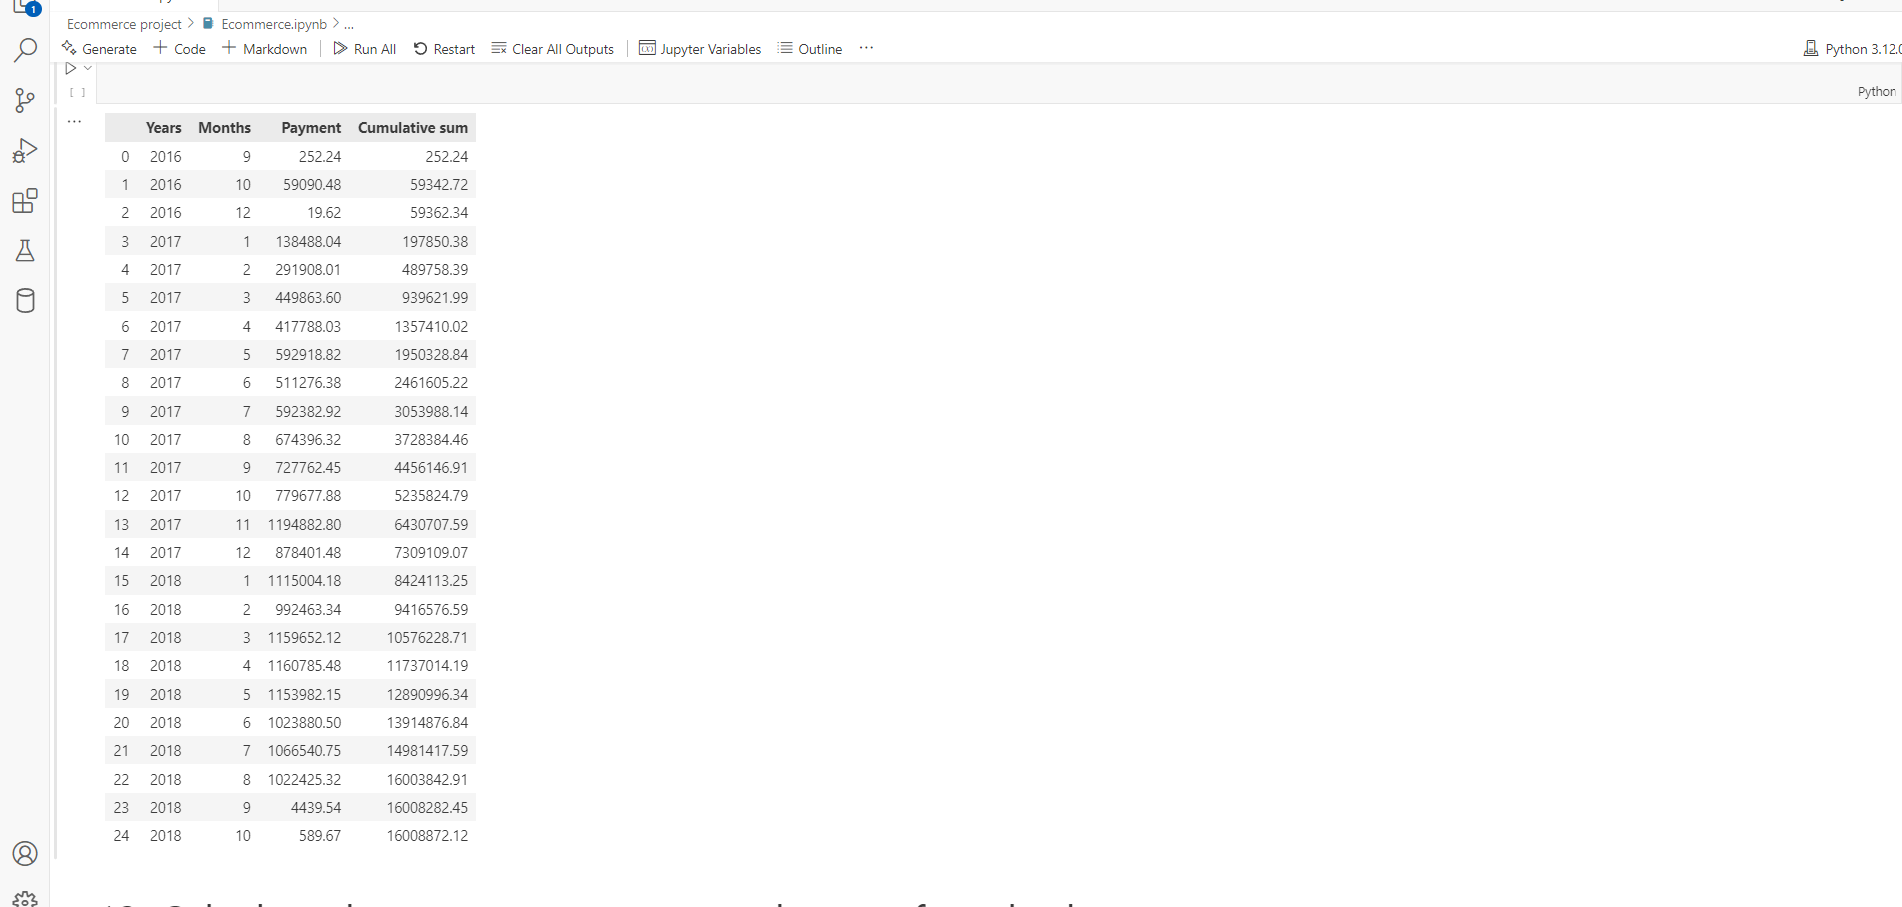 1
Ecommerce project > Ecommerce.ipynb > ...
Generate + Code + Markdown Run All Restart Clear All Outputs Jupyter Variables Outline ... Python 3.12.0
[ ] Python
...
Years Months Payment Cumulative sum
0 2016 9 252.24 252.24
1 2016 10 59090.48 59342.72
2 2016 12 19.62 59362.34
3 2017 1 138488.04 197850.38
4 2017 2 291908.01 489758.39
5 2017 3 449863.60 939621.99
6 2017 4 417788.03 1357410.02
7 2017 5 592918.82 1950328.84
8 2017 6 511276.38 2461605.22
9 2017 7 592382.92 3053988.14
10 2017 8 674396.32 3728384.46
11 2017 9 727762.45 4456146.91
12 2017 10 779677.88 5235824.79
13 2017 11 1194882.80 6430707.59
14 2017 12 878401.48 7309109.07
15 2018 1 1115004.18 8424113.25
16 2018 2 992463.34 9416576.59
17 2018 3 1159652.12 10576228.71
18 2018 4 1160785.48 11737014.19
19 2018 5 1153982.15 12890996.34
20 2018 6 1023880.50 13914876.84
21 2018 7 1066540.75 14981417.59
22 2018 8 1022425.32 16003842.91
23 2018 9 4439.54 16008282.45
24 2018 10 589.67 16008872.12